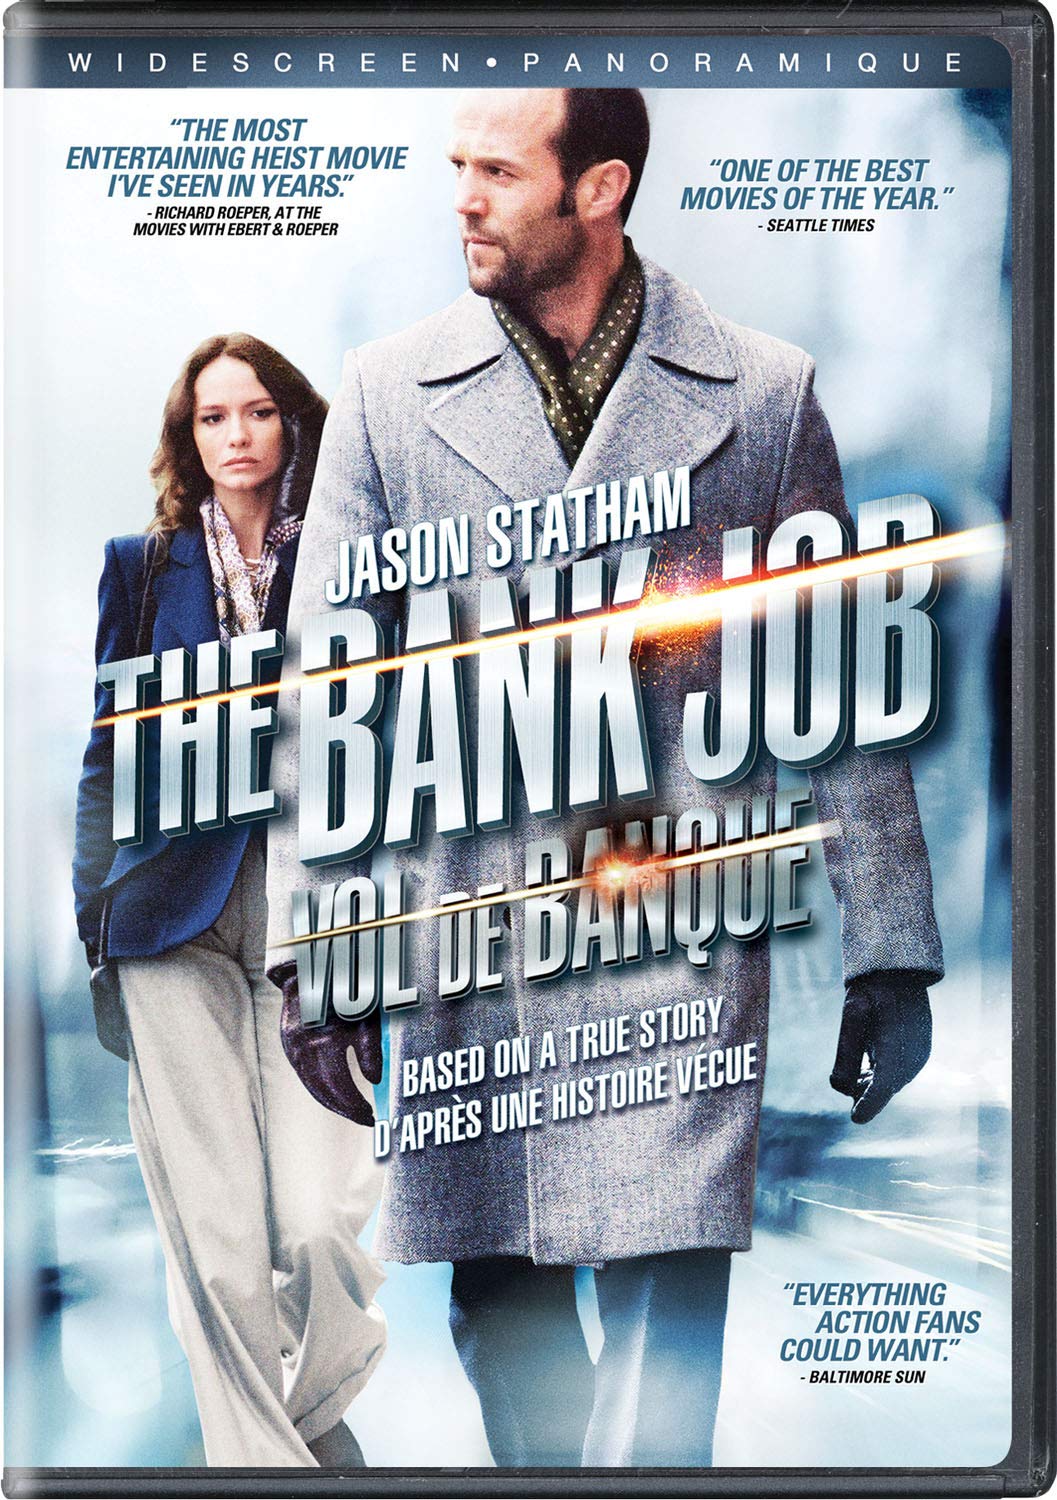 WIDESCREEN • PANORAMIQUE
“THE MOST
ENTERTAINING HEIST MOVIE
I'VE SEEN IN YEARS.”
- RICHARD ROEPER, AT THE
MOVIES WITH EBERT & ROEPER
“ONE OF THE BEST
MOVIES OF THE YEAR.”
- SEATTLE TIMES
JASON STATHAM
THE BANK JOB
VOL DE BANQUE
BASED ON A TRUE STORY
D'APRÈS UNE HISTOIRE VÉCUE
“EVERYTHING
ACTION FANS
COULD WANT.”
- BALTIMORE SUN